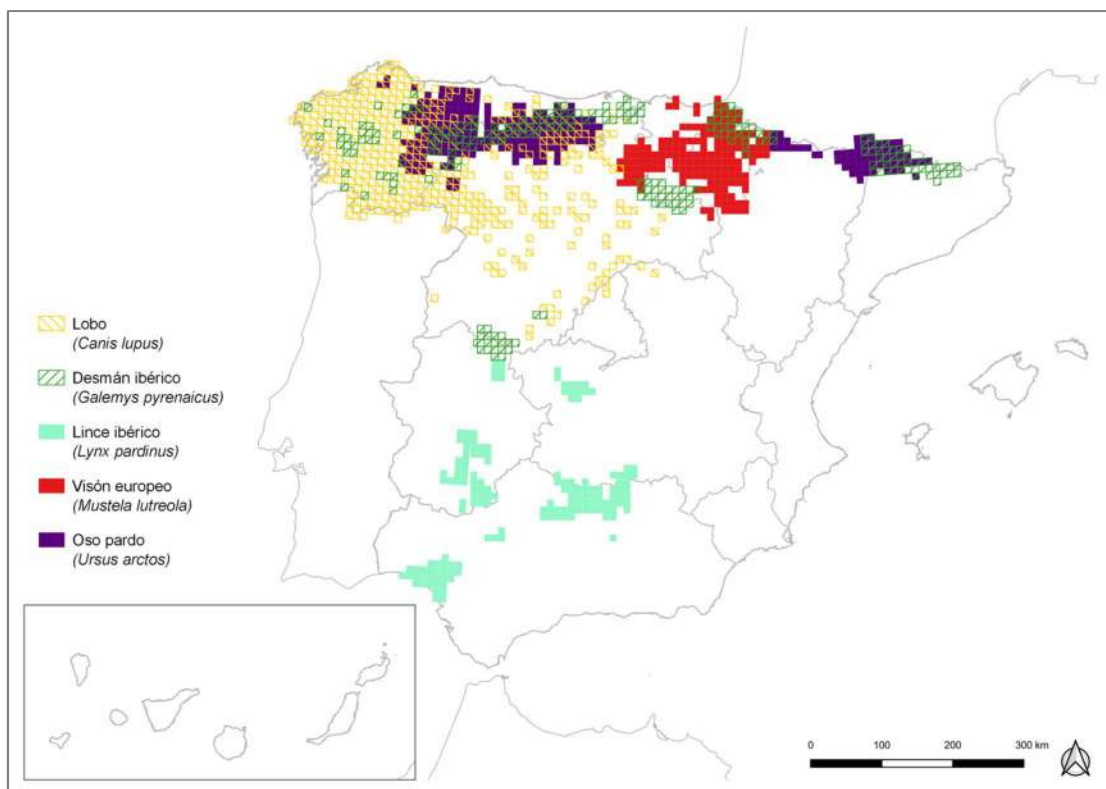 Lobo
(Canis lupus)
Desmán ibérico
(Galemys pyrenaicus)
Lince ibérico
(Lynx pardinus)
Visón europeo
(Mustela lutreola)
Oso pardo
(Ursus arctos)
0 100 200 300 km